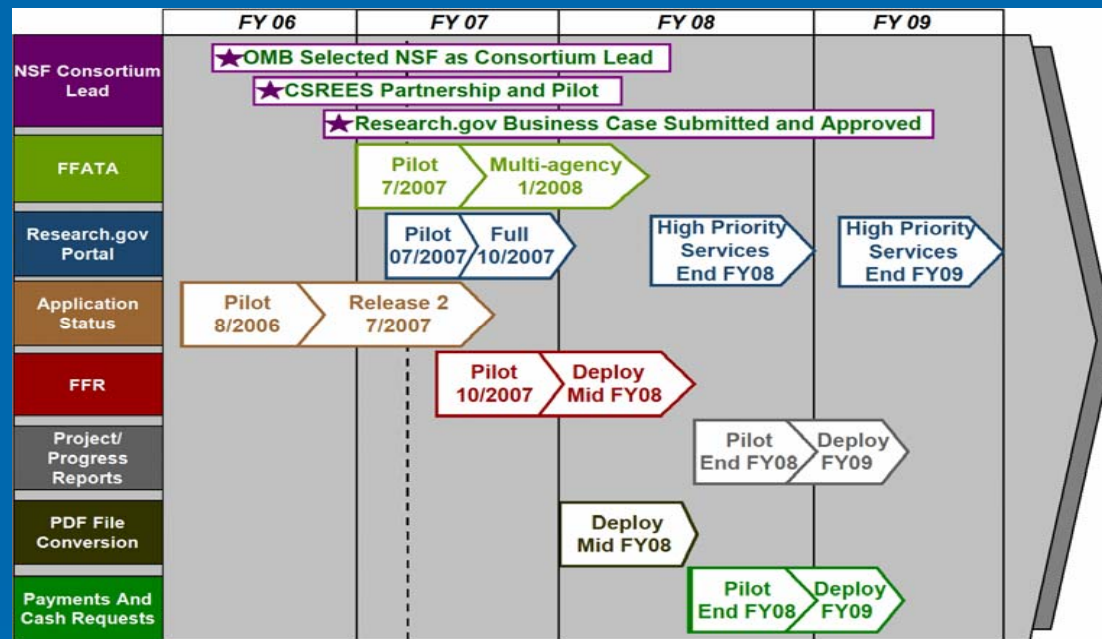 FY 06 FY 07 FY 08 FY 09
NSF Consortium
Lead
★OMB Selected NSF as Consortium Lead
★CSREES Partnership and Pilot
★Research.gov Business Case Submitted and Approved
FFATA
Pilot
7/2007
Multi-agency
1/2008
Research.gov
Portal
Pilot
07/2007
Full
10/2007
High Priority
Services
End FY08
High Priority
Services
End FY09
Application
Status
Pilot
8/2006
Release 2
7/2007
FFR
Pilot
10/2007
Deploy
Mid FY08
Project/
Progress
Reports
Pilot
End FY08
Deploy
FY09
PDF File
Conversion
Deploy
Mid FY08
Payments And
Cash Requests
Pilot
End FY08
Deploy
FY09